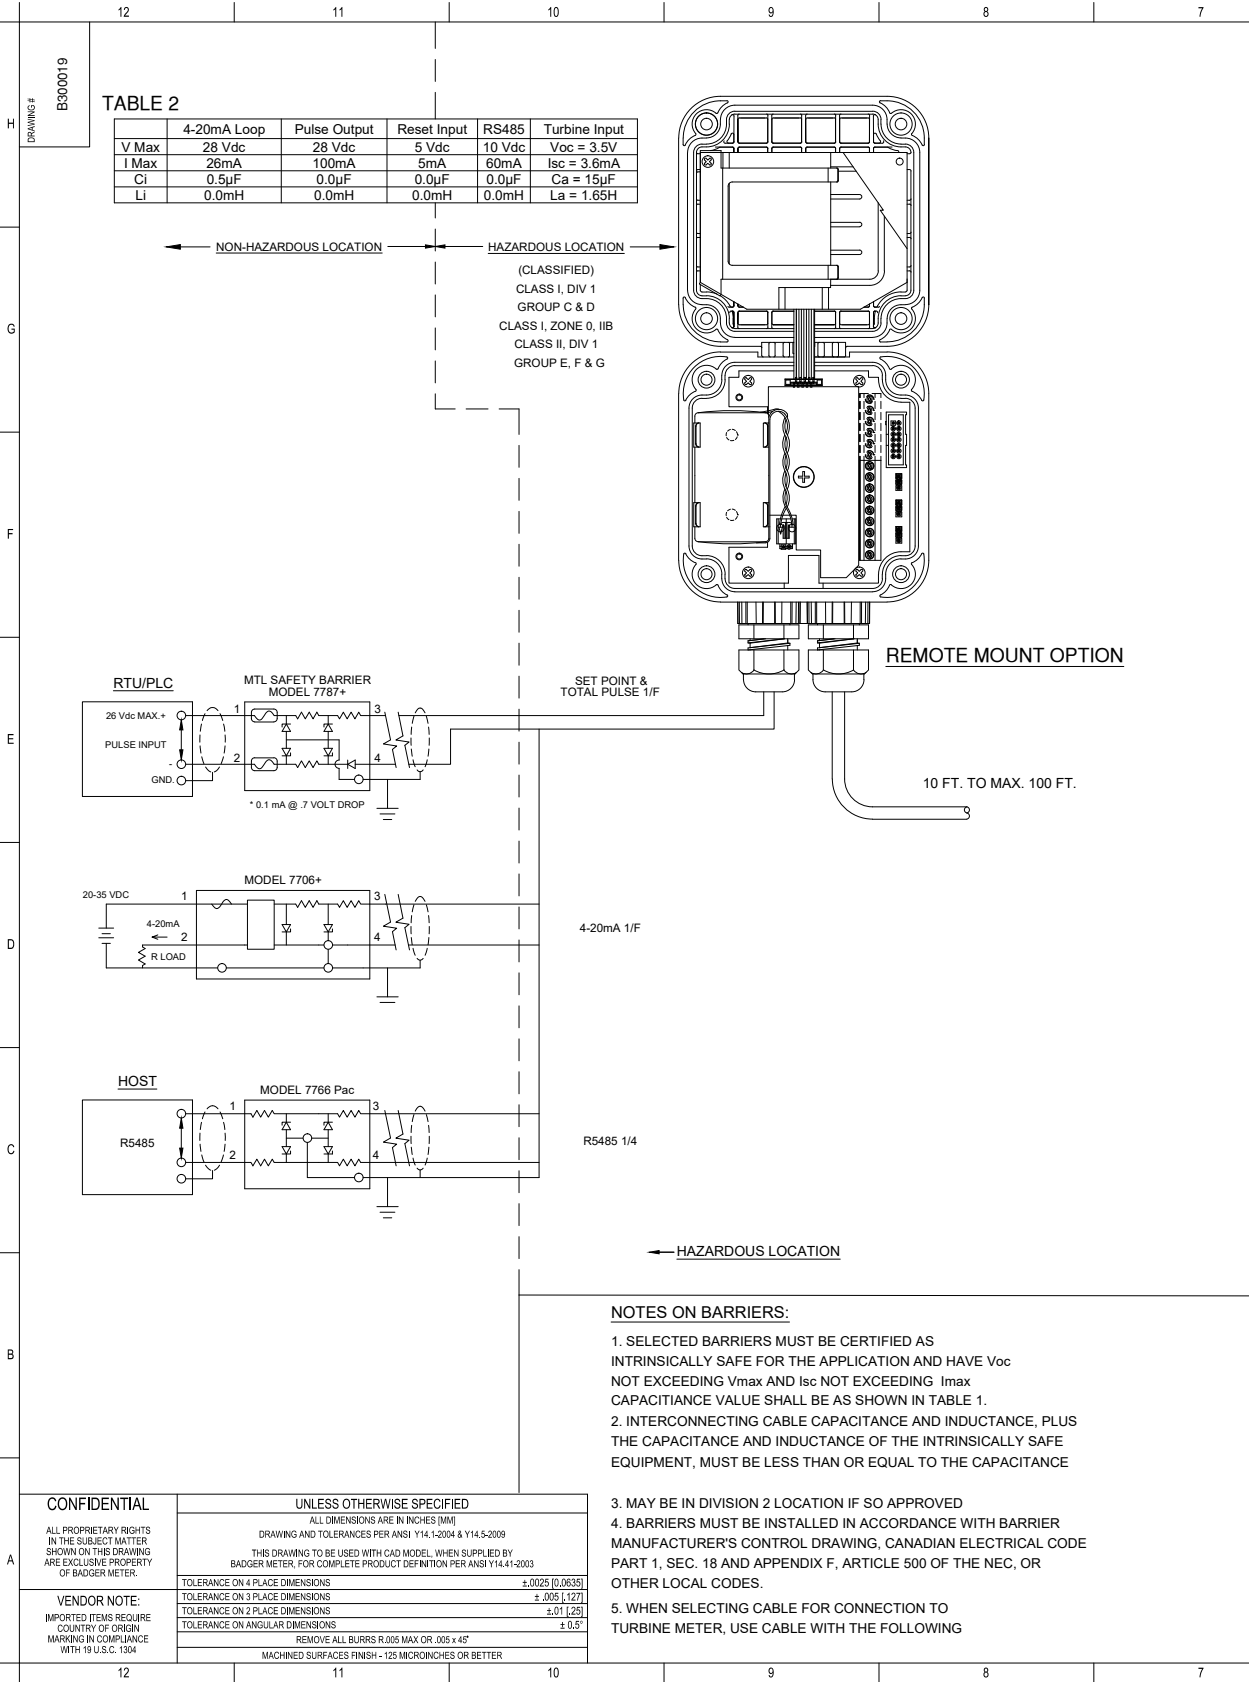 12 11 10 9 8 7
H
G
F
E
D
C
B
A
DRAWING #
B300019
TABLE 2
4-20mA Loop Pulse Output Reset Input RS485 Turbine Input
V Max 28 Vdc 28 Vdc 5 Vdc 10 Vdc Voc = 3.5V
I Max 26mA 100mA 5mA 60mA Isc = 3.6mA
Ci 0.5µF 0.0µF 0.0µF 0.0µF Ca = 15µF
Li 0.0mH 0.0mH 0.0mH 0.0mH La = 1.65H
NON-HAZARDOUS LOCATION
HAZARDOUS LOCATION
(CLASSIFIED)
CLASS I, DIV 1
GROUP C & D
CLASS I, ZONE 0, IIB
CLASS II, DIV 1
GROUP E, F & G
REMOTE MOUNT OPTION
10 FT. TO MAX. 100 FT.
RTU/PLC
26 Vdc MAX.+
PULSE INPUT
-
GND.
MTL SAFETY BARRIER
MODEL 7787+
1 3
2 4
* 0.1 mA @ .7 VOLT DROP
SET POINT &
TOTAL PULSE 1/F
MODEL 7706+
20-35 VDC
1 3
4-20mA
2 4
R LOAD
4-20mA 1/F
HOST
R5485
MODEL 7766 Pac
1 3
2 4
R5485 1/4
HAZARDOUS LOCATION
NOTES ON BARRIERS:
1. SELECTED BARRIERS MUST BE CERTIFIED AS
INTRINSICALLY SAFE FOR THE APPLICATION AND HAVE Voc
NOT EXCEEDING Vmax AND Isc NOT EXCEEDING Imax
CAPACITIANCE VALUE SHALL BE AS SHOWN IN TABLE 1.
2. INTERCONNECTING CABLE CAPACITANCE AND INDUCTANCE, PLUS
THE CAPACITANCE AND INDUCTANCE OF THE INTRINSICALLY SAFE
EQUIPMENT, MUST BE LESS THAN OR EQUAL TO THE CAPACITANCE
3. MAY BE IN DIVISION 2 LOCATION IF SO APPROVED
4. BARRIERS MUST BE INSTALLED IN ACCORDANCE WITH BARRIER
MANUFACTURER'S CONTROL DRAWING, CANADIAN ELECTRICAL CODE
PART 1, SEC. 18 AND APPENDIX F, ARTICLE 500 OF THE NEC, OR
OTHER LOCAL CODES.
5. WHEN SELECTING CABLE FOR CONNECTION TO
TURBINE METER, USE CABLE WITH THE FOLLOWING
CONFIDENTIAL
ALL PROPRIETARY RIGHTS
IN THE SUBJECT MATTER
SHOWN ON THIS DRAWING
ARE EXCLUSIVE PROPERTY
OF BADGER METER.
VENDOR NOTE:
IMPORTED ITEMS REQUIRE
COUNTRY OF ORIGIN
MARKING IN COMPLIANCE
WITH 19 U.S.C. 1304
UNLESS OTHERWISE SPECIFIED
ALL DIMENSIONS ARE IN INCHES [MM]
DRAWING AND TOLERANCES PER ANSI Y14.1-2004 & Y14.5-2009
THIS DRAWING TO BE USED WITH CAD MODEL, WHEN SUPPLIED BY
BADGER METER, FOR COMPLETE PRODUCT DEFINITION PER ANSI Y14.41-2003
TOLERANCE ON 4 PLACE DIMENSIONS ±.0025 [0.0635]
TOLERANCE ON 3 PLACE DIMENSIONS ± .005 [.127]
TOLERANCE ON 2 PLACE DIMENSIONS ±.01 [.25]
TOLERANCE ON ANGULAR DIMENSIONS ± 0.5°
REMOVE ALL BURRS R.005 MAX OR .005 x 45°
MACHINED SURFACES FINISH - 125 MICROINCHES OR BETTER
12 11 10 9 8 7